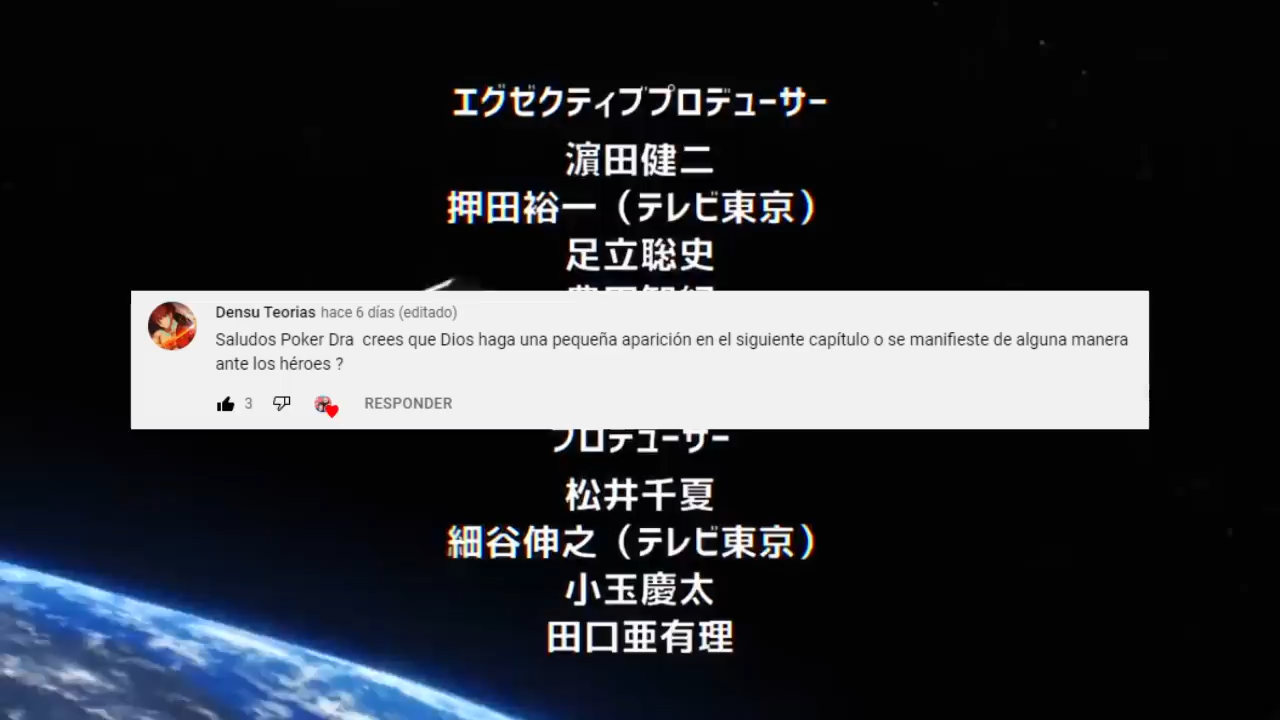 エグゼクティブプロデューサー
濵田健二
押田裕一（テレビ東京）
足立聡史
Densu Teorias hace 6 días (editado)
Saludos Poker Dra crees que Dios haga una pequeña aparición en el siguiente capítulo o se manifieste de alguna manera
ante los héroes ?
3 RESPONDER
プロデューサー
松井千夏
細谷伸之（テレビ東京）
小玉慶太
田口亜有理